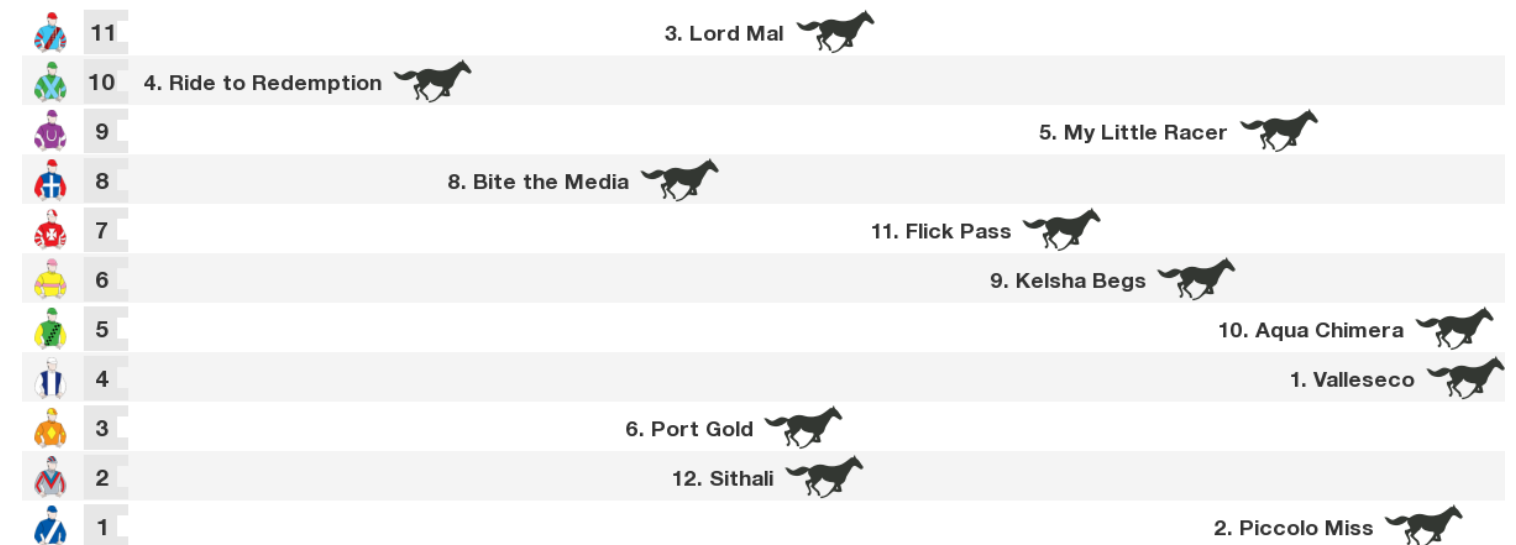 11 3. Lord Mal
10 4. Ride to Redemption
9 5. My Little Racer
8 8. Bite the Media
7 11. Flick Pass
6 9. Kelsha Begs
5 10. Aqua Chimera
4 1. Valleseco
3 6. Port Gold
2 12. Sithali
1 2. Piccolo Miss